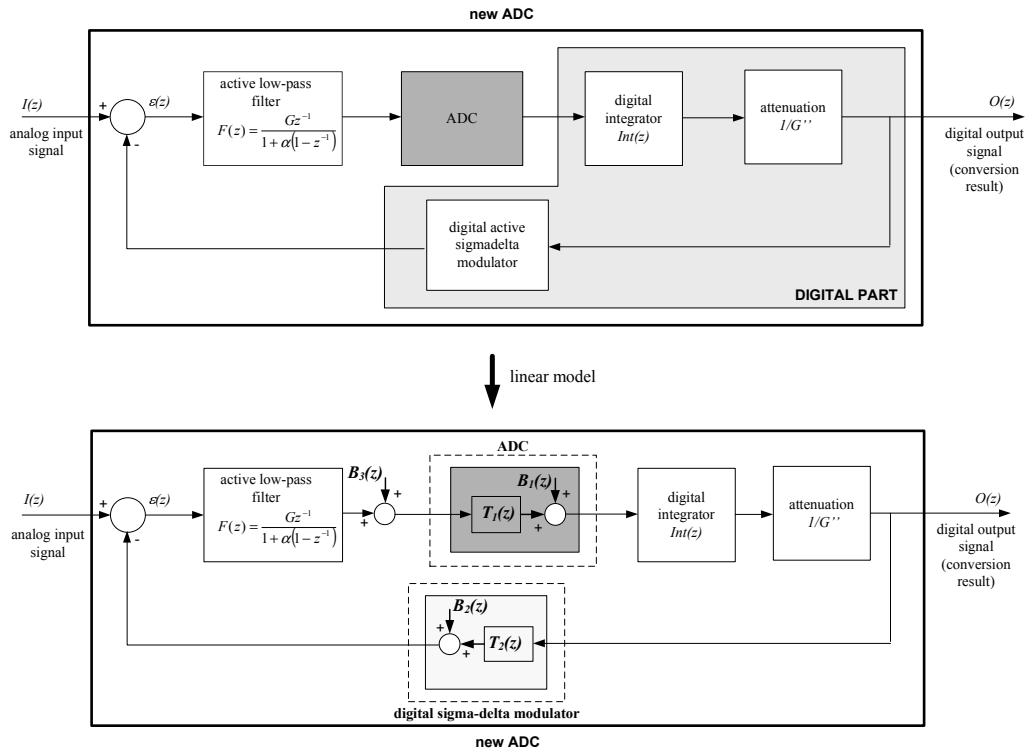 new ADC
I(z)
analog input
signal
+
-
ε(z)
active low-pass
filter
F(z) = Gz⁻¹ / 1 + α(1 − z⁻¹)
ADC
digital
integrator
Int(z)
attenuation
1/G’’
O(z)
digital output
signal
(conversion
result)
digital active
sigmadelta
modulator
DIGITAL PART
linear model
ADC
I(z)
analog input
signal
+
-
ε(z)
active low-pass
filter
F(z) = Gz⁻¹ / 1 + α(1 − z⁻¹)
B3(z)
+
+
T1(z)
B1(z)
+
+
digital
integrator
Int(z)
attenuation
1/G’’
O(z)
digital output
signal
(conversion
result)
B2(z)
+
+
T2(z)
digital sigma-delta modulator
new ADC